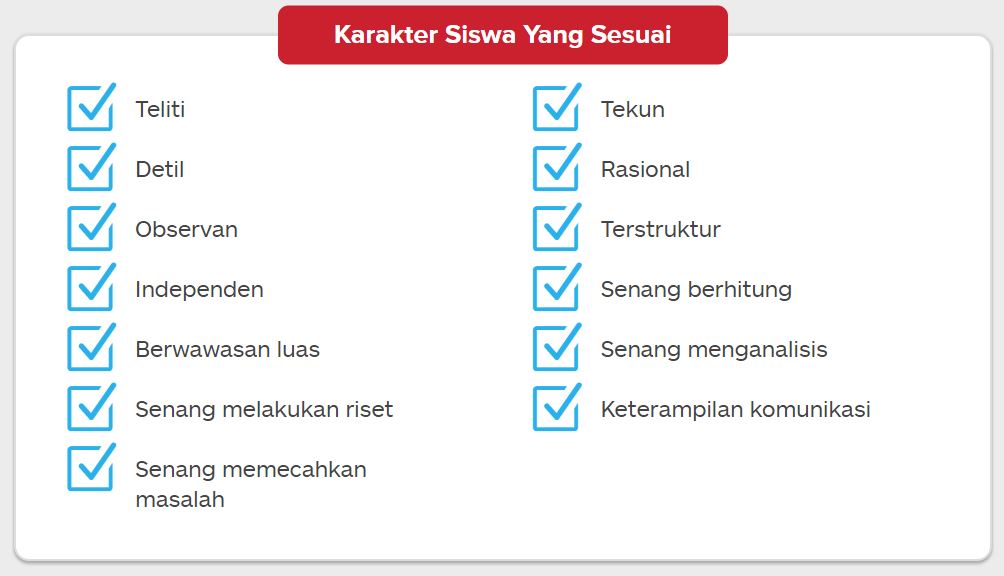 Karakter Siswa Yang Sesuai
Teliti
Detil
Observan
Independen
Berwawasan luas
Senang melakukan riset
Senang memecahkan
masalah
Tekun
Rasional
Terstruktur
Senang berhitung
Senang menganalisis
Keterampilan komunikasi